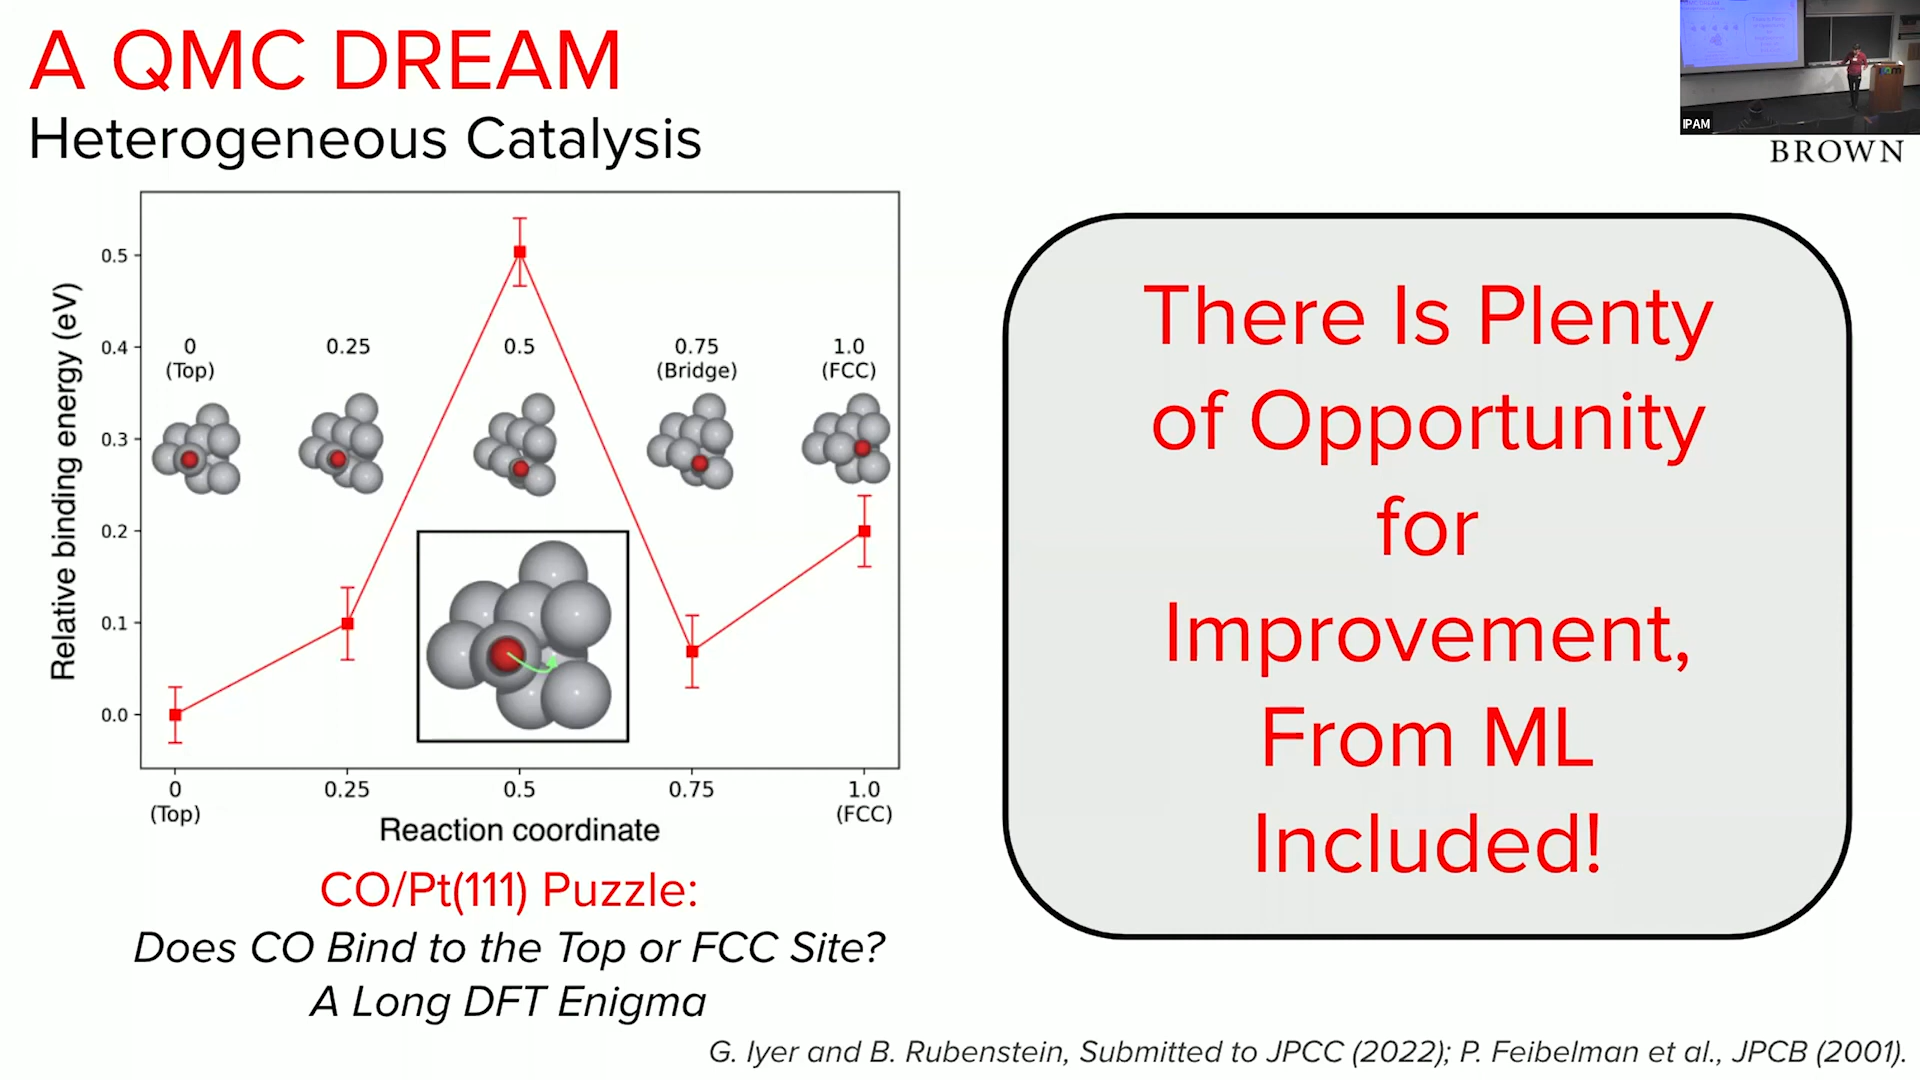 A QMC DREAM
Heterogeneous Catalysis
IPAM
BROWN
Relative binding energy (eV)
0.5
0.4
0.3
0.2
0.1
0.0
0
(Top)
0.25
0.5
0.75
(Bridge)
1.0
(FCC)
0
(Top)
0.25
0.5
0.75
1.0
(FCC)
Reaction coordinate
CO/Pt(111) Puzzle:
Does CO Bind to the Top or FCC Site?
A Long DFT Enigma
There Is Plenty
of Opportunity
for
Improvement,
From ML
Included!
G. Iyer and B. Rubenstein, Submitted to JPCC (2022); P. Feibelman et al., JPCB (2001).